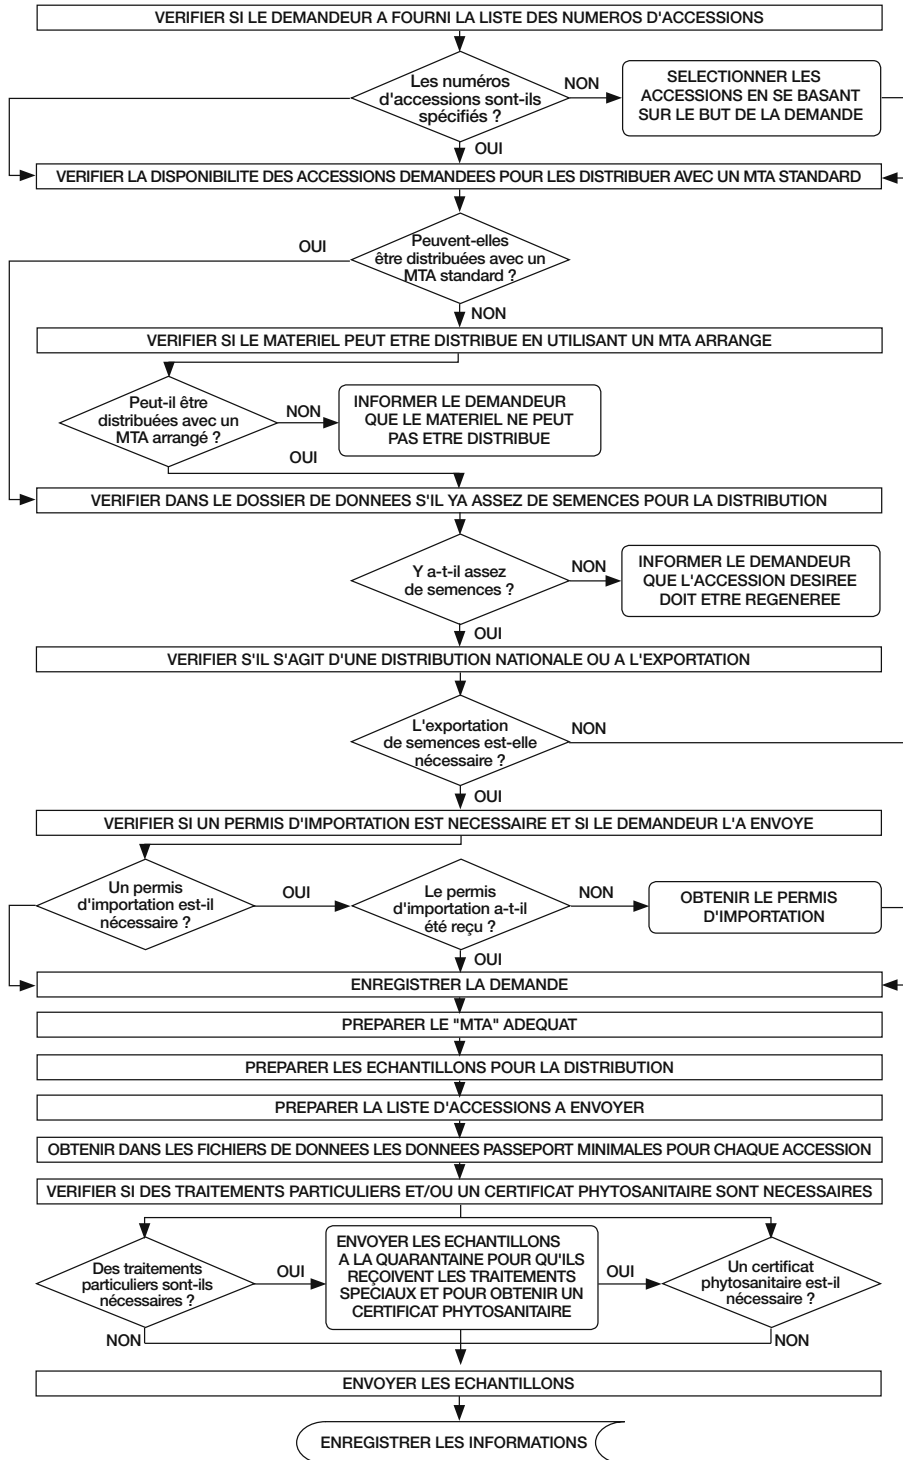 VERIFIER SI LE DEMANDEUR A FOURNI LA LISTE DES NUMEROS D'ACCESSIONS
Les numéros
d'accessions sont-ils
spécifiés ?
NON
SELECTIONNER LES
ACCESSIONS EN SE BASANT
SUR LE BUT DE LA DEMANDE
OUI
VERIFIER LA DISPONIBILITE DES ACCESSIONS DEMANDEES POUR LES DISTRIBUER AVEC UN MTA STANDARD
OUI
Peuvent-elles
être distribuées avec un
MTA standard ?
NON
VERIFIER SI LE MATERIEL PEUT ETRE DISTRIBUE EN UTILISANT UN MTA ARRANGE
Peut-il être
distribuées avec un
MTA arrangé ?
NON
INFORMER LE DEMANDEUR
QUE LE MATERIEL NE PEUT
PAS ETRE DISTRIBUE
OUI
VERIFIER DANS LE DOSSIER DE DONNEES S'IL YA ASSEZ DE SEMENCES POUR LA DISTRIBUTION
Y a-t-il assez
de semences ?
NON
INFORMER LE DEMANDEUR
QUE L'ACCESSION DESIREE
DOIT ETRE REGENEREE
OUI
VERIFIER S'IL S'AGIT D'UNE DISTRIBUTION NATIONALE OU A L'EXPORTATION
L'exportation
de semences est-elle
nécessaire ?
NON
OUI
VERIFIER SI UN PERMIS D'IMPORTATION EST NECESSAIRE ET SI LE DEMANDEUR L'A ENVOYE
Un permis
d'importation est-il
nécessaire ?
OUI
Le permis
d'importation a-t-il
été reçu ?
NON
OBTENIR LE PERMIS
D'IMPORTATION
OUI
ENREGISTRER LA DEMANDE
PREPARER LE "MTA" ADEQUAT
PREPARER LES ECHANTILLONS POUR LA DISTRIBUTION
PREPARER LA LISTE D'ACCESSIONS A ENVOYER
OBTENIR DANS LES FICHIERS DE DONNEES LES DONNEES PASSEPORT MINIMALES POUR CHAQUE ACCESSION
VERIFIER SI DES TRAITEMENTS PARTICULIERS ET/OU UN CERTIFICAT PHYTOSANITAIRE SONT NECESSAIRES
Des traitements
particuliers sont-ils
nécessaires ?
OUI
ENVOYER LES ECHANTILLONS
A LA QUARANTAINE POUR QU'ILS
REÇOIVENT LES TRAITEMENTS
SPECIAUX ET POUR OBTENIR UN
CERTIFICAT PHYTOSANITAIRE
OUI
Un certificat
phytosanitaire est-il
nécessaire ?
NON
NON
ENVOYER LES ECHANTILLONS
ENREGISTRER LES INFORMATIONS